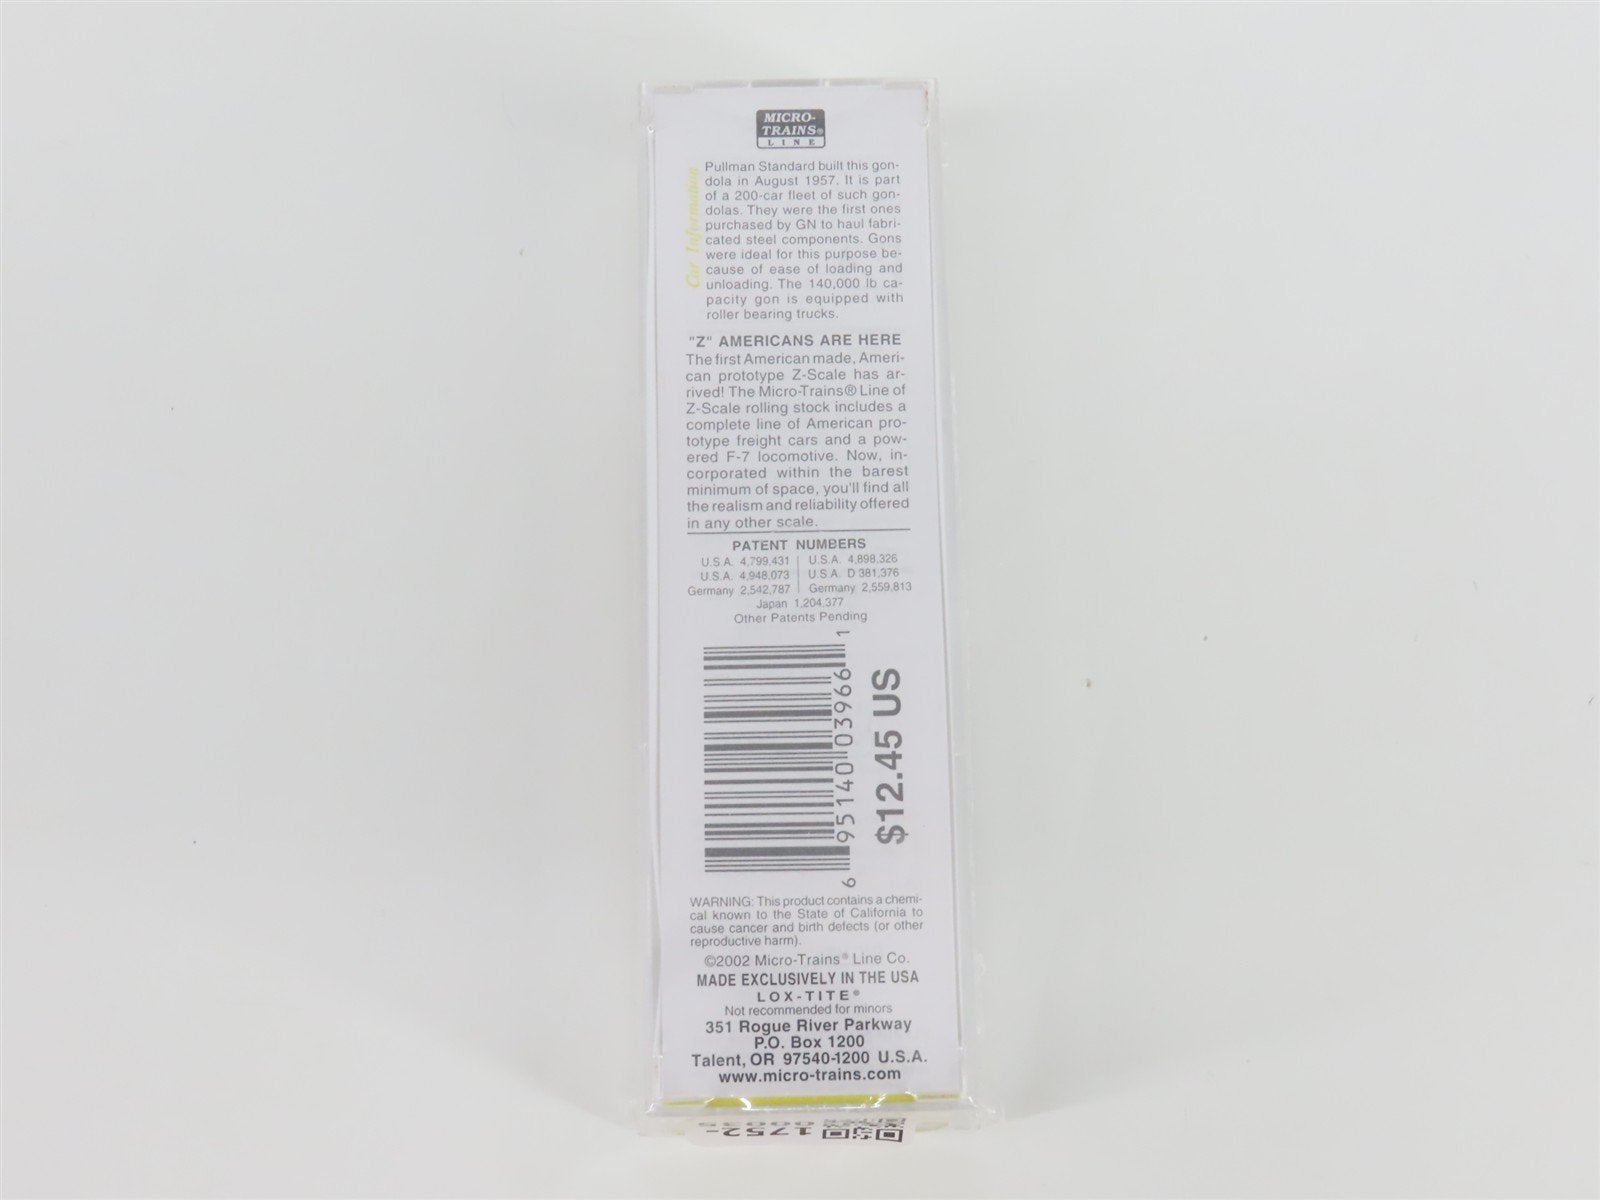 MICRO-
TRAINS®
LINE
Car Information
Pullman Standard built this gon-
dola in August 1957. It is part
of a 200-car fleet of such gon-
dolas. They were the first ones
purchased by GN to haul fabri-
cated steel components. Gons
were ideal for this purpose be-
cause of ease of loading and
unloading. The 140,000 lb ca-
pacity gon is equipped with
roller bearing trucks.
"Z" AMERICANS ARE HERE
The first American made, Ameri-
can prototype Z-Scale has ar-
rived! The Micro-Trains® Line of
Z-Scale rolling stock includes a
complete line of American pro-
totype freight cars and a pow-
ered F-7 locomotive. Now, in-
corporated within the barest
minimum of space, you'll find all
the realism and reliability offered
in any other scale.
PATENT NUMBERS
U.S.A. 4,799,431 | U.S.A. 4,898,326
U.S.A. 4,948,073 | U.S.A. D 381,376
Germany 2,542,787 | Germany 2,559,813
Japan 1,204,377
Other Patents Pending
6 95140 03966 1
$12.45 US
WARNING: This product contains a chemi-
cal known to the State of California to
cause cancer and birth defects (or other
reproductive harm).
©2002 Micro-Trains® Line Co.
MADE EXCLUSIVELY IN THE USA
LOX-TITE®
Not recommended for minors
351 Rogue River Parkway
P.O. Box 1200
Talent, OR 97540-1200 U.S.A.
www.micro-trains.com
1752-